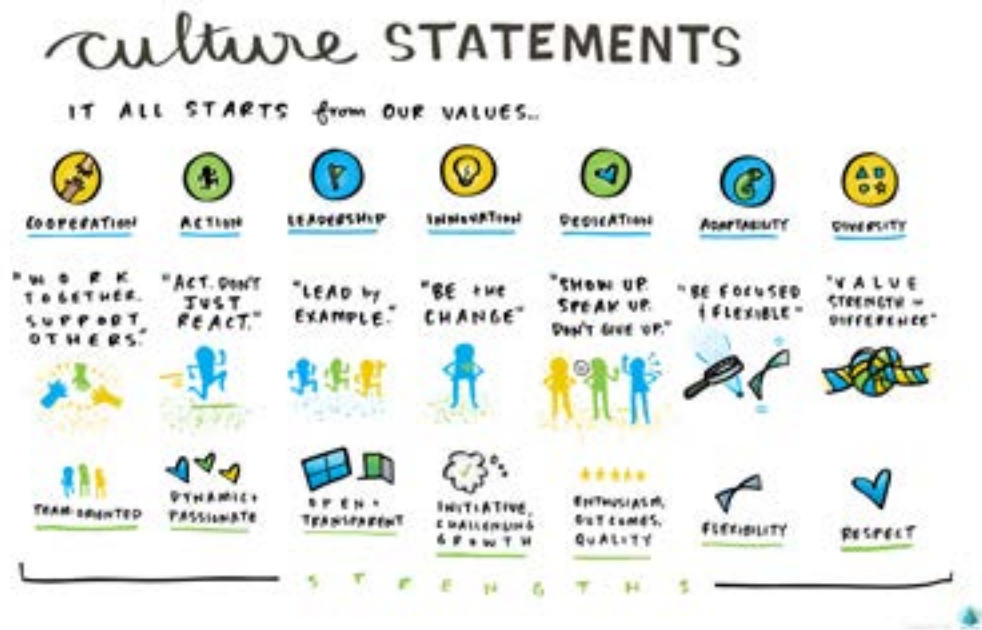 culture STATEMENTS
IT ALL STARTS from OUR VALUES...
COOPERATION
ACTION
LEADERSHIP
INNOVATION
DEDICATION
ADAPTABILITY
DIVERSITY
"WORK
TOGETHER.
SUPPORT
OTHERS."
"ACT. DON'T
JUST
REACT."
"LEAD by
EXAMPLE."
"BE the
CHANGE"
"SHOW UP.
SPEAK UP.
DON'T GIVE UP."
"BE FOCUSED
+ FLEXIBLE"
"VALUE
STRENGTH in
DIFFERENCE"
TEAM-ORIENTED
DYNAMIC +
PASSIONATE
OPEN +
TRANSPARENT
INITIATIVE,
CHALLENGING
GROWTH
ENTHUSIASM,
OUTCOMES,
QUALITY
FLEXIBILITY
RESPECT
STRENGTHS